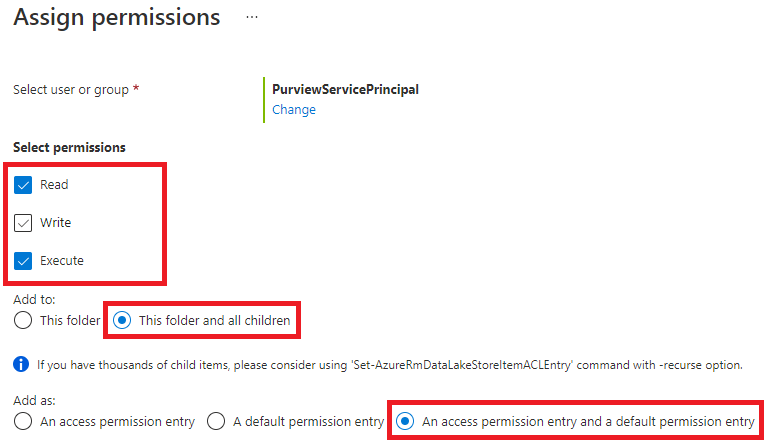 Assign permissions ...
Select user or group * PurviewServicePrincipal
Change
Select permissions
Read
Write
Execute
Add to:
This folder This folder and all children
If you have thousands of child items, please consider using 'Set-AzureRmDataLakeStoreItemACLEntry' command with -recurse option.
Add as:
An access permission entry A default permission entry An access permission entry and a default permission entry